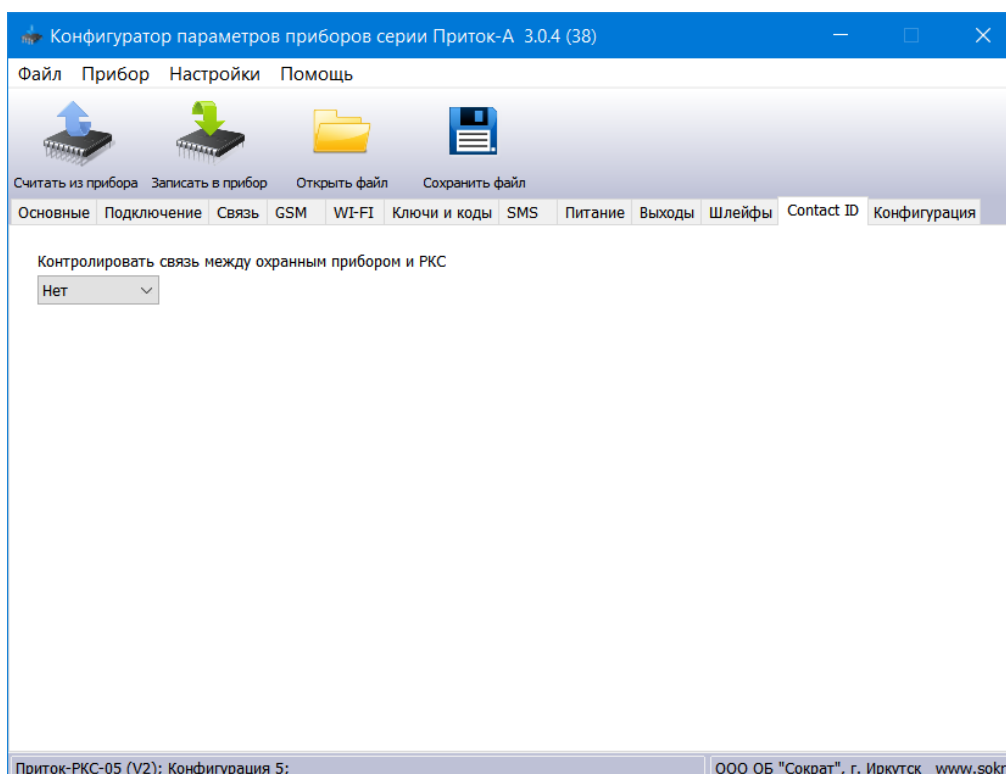 Конфигуратор параметров приборов серии Приток-А 3.0.4 (38)
Файл Прибор Настройки Помощь
Считать из прибора Записать в прибор Открыть файл Сохранить файл
Основные Подключение Связь GSM WI-FI Ключи и коды SMS Питание Выходы Шлейфы Contact ID Конфигурация
Контролировать связь между охранным прибором и РКС
Нет
Приток-РКС-05 (V2); Конфигурация 5; ООО ОБ "Сократ", г. Иркутск www.sokr